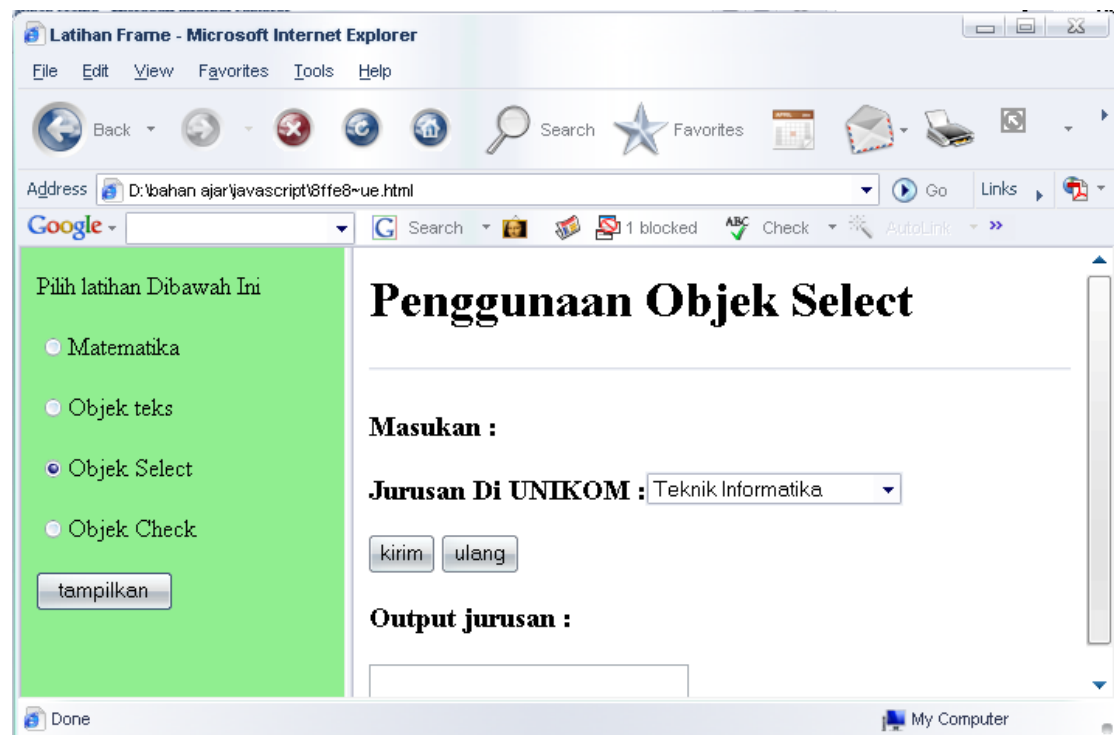 Latihan Frame - Microsoft Internet Explorer
File Edit View Favorites Tools Help
Back Search Favorites
Address D:\bahan ajar\javascript\8ffe8~ue.html Go Links
Google Search 1 blocked ABC Check AutoLink
Pilih latihan Dibawah Ini
Matematika
Objek teks
Objek Select
Objek Check
tampilkan
Penggunaan Objek Select
Masukan :
Jurusan Di UNIKOM : Teknik Informatika
kirim ulang
Output jurusan :
Done My Computer